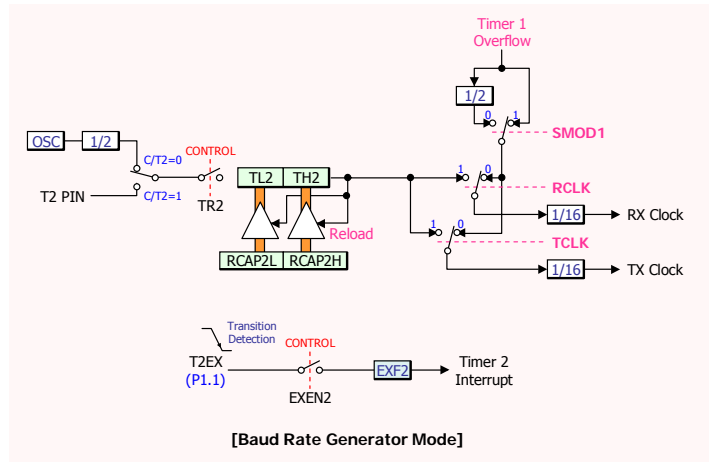 Timer 1
Overflow
1/2
0 1
SMOD1
OSC 1/2
C/T2=0
CONTROL
T2 PIN
C/T2=1
TR2
TL2 TH2
1 0
RCLK
1/16 RX Clock
Reload
1 0
TCLK
RCAP2L RCAP2H
1/16 TX Clock
Transition
Detection
CONTROL
T2EX
(P1.1)
EXF2
Timer 2
Interrupt
EXEN2
[Baud Rate Generator Mode]